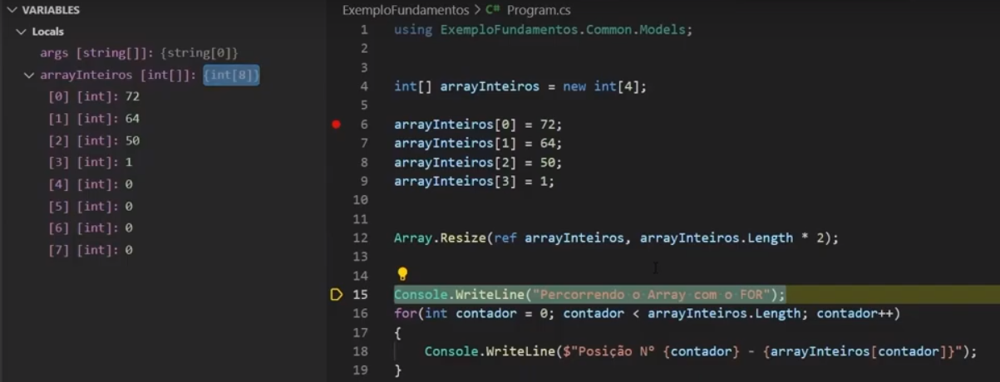 VARIABLES
Locals
args [string[]]: {string[0]}
arrayInteiros [int[]]: {int[8]}
[0] [int]: 72
[1] [int]: 64
[2] [int]: 50
[3] [int]: 1
[4] [int]: 0
[5] [int]: 0
[6] [int]: 0
[7] [int]: 0
ExemploFundamentos > C# Program.cs
1 using ExemploFundamentos.Common.Models;
2
3
4 int[] arrayInteiros = new int[4];
5
6 arrayInteiros[0] = 72;
7 arrayInteiros[1] = 64;
8 arrayInteiros[2] = 50;
9 arrayInteiros[3] = 1;
10
11
12 Array.Resize(ref arrayInteiros, arrayInteiros.Length * 2);
13
14
15 Console.WriteLine("Percorrendo o Array com o FOR");
16 for(int contador = 0; contador < arrayInteiros.Length; contador++)
17 {
18 Console.WriteLine($"Posição Nº {contador} - {arrayInteiros[contador]}");
19 }